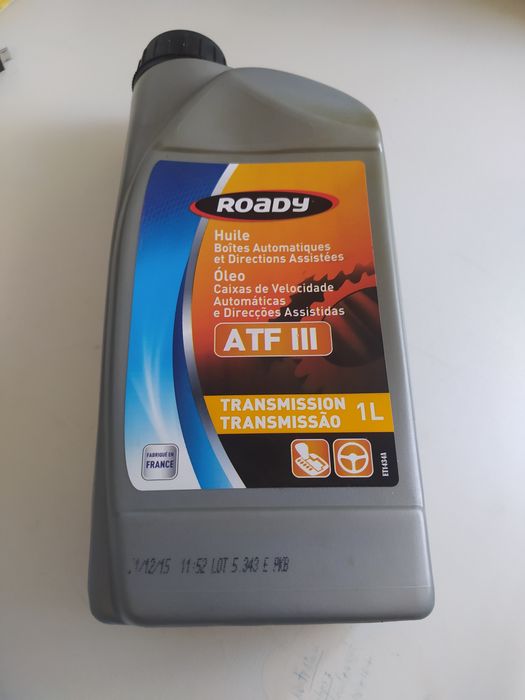 ROADY
Huile
Boîtes Automatiques
et Directions Assistées
Óleo
Caixas de Velocidade
Automáticas
e Direcções Assistidas
ATF III
TRANSMISSION
TRANSMISSÃO
1L
FABRIQUÉ EN
FRANCE
ET1434A
11:52 LOT 5.343 E